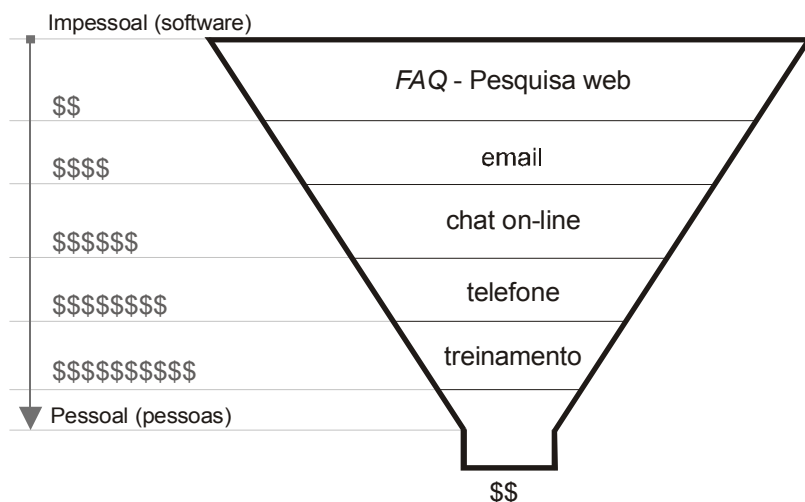 Impessoal (software)
FAQ - Pesquisa web
$$
email
$$$$
chat on-line
$$$$$$
telefone
$$$$$$$$
treinamento
$$$$$$$$$$
Pessoal (pessoas)
$$